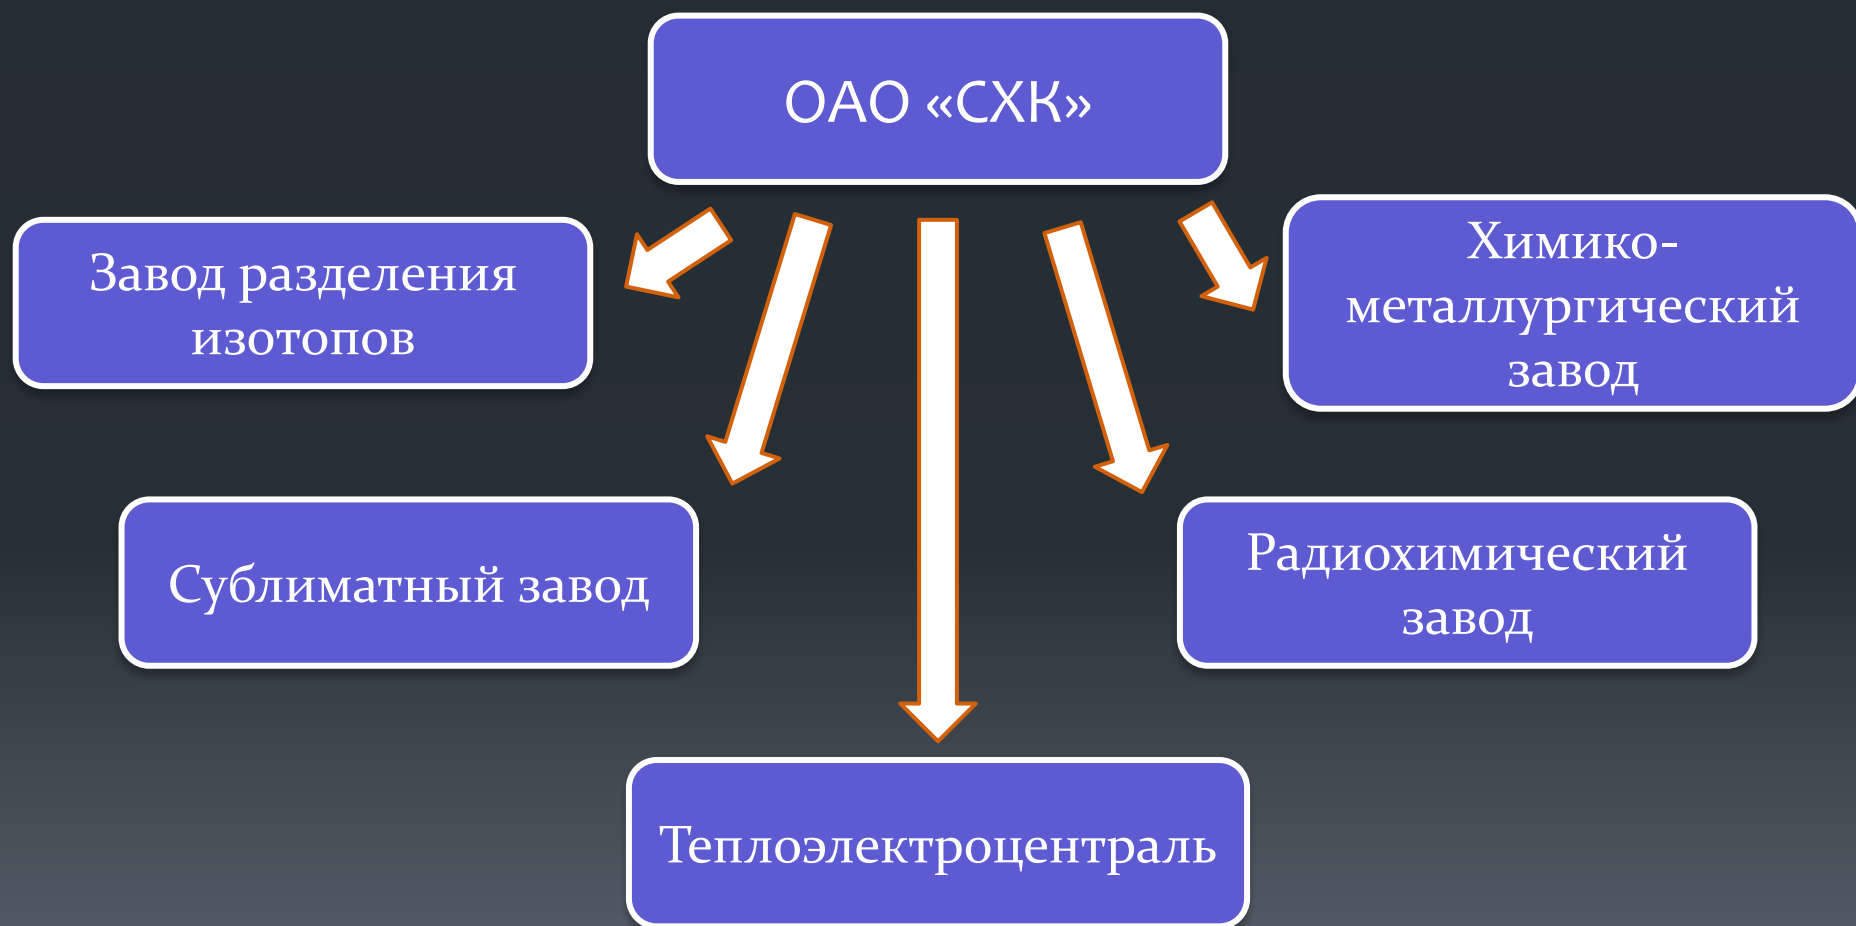 ОАО «СХК»
Завод разделения
изотопов
Химико-
металлургический
завод
Сублиматный завод
Радиохимический
завод
Теплоэлектроцентраль